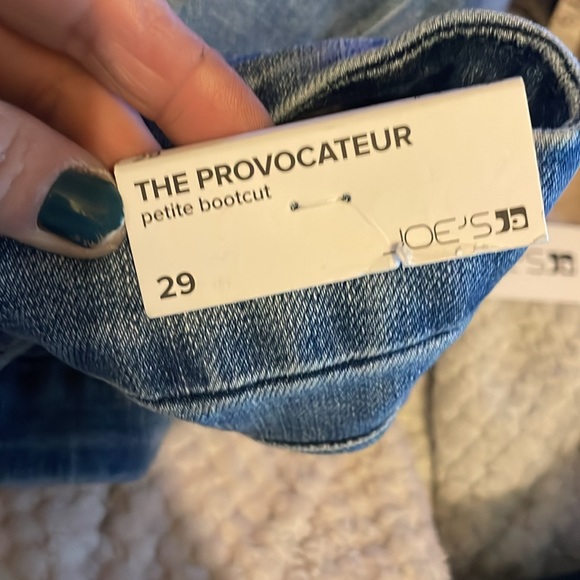 THE PROVOCATEUR
petite bootcut
JOE'S
29